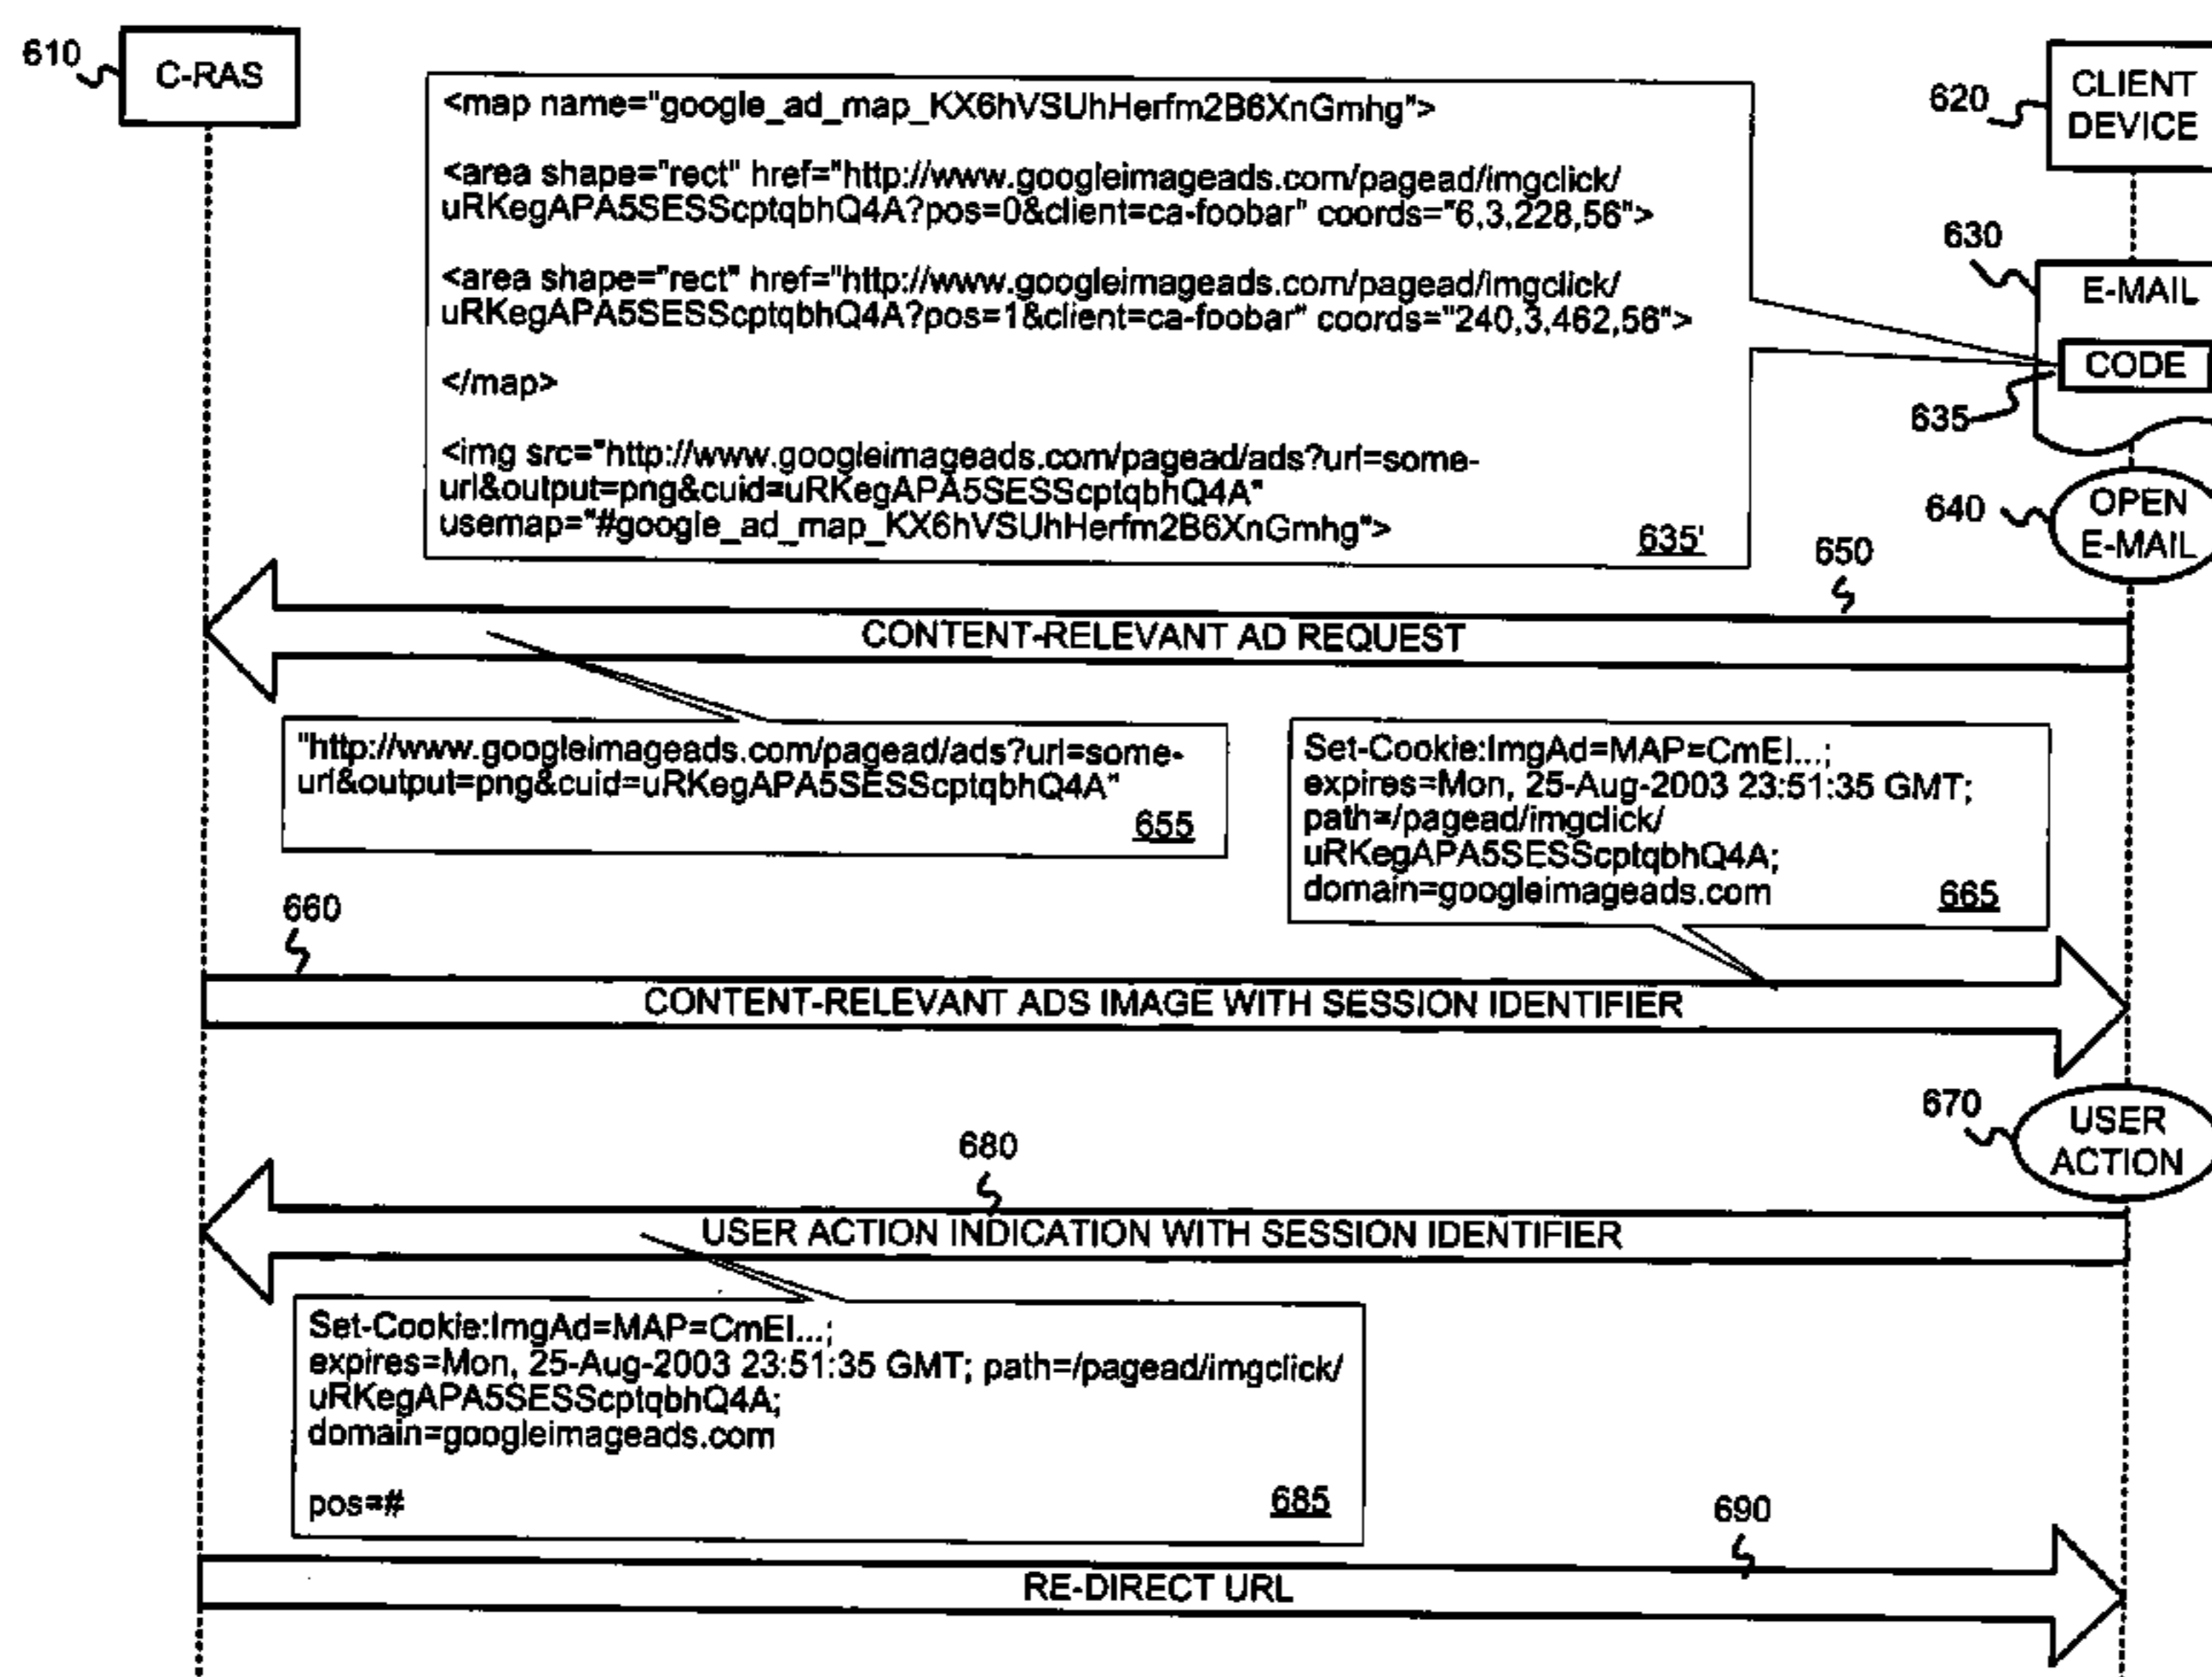 610
C-RAS
<map name="google_ad_map_KX6hVSUhHerfm2B6XnGmhg">
<area shape="rect" href="http://www.googleimageads.com/pagead/imgclick/
uRKegAPA5SESScptqbhQ4A?pos=0&client=ca-foobar" coords="6,3,228,56">
<area shape="rect" href="http://www.googleimageads.com/pagead/imgclick/
uRKegAPA5SESScptqbhQ4A?pos=1&client=ca-foobar" coords="240,3,462,56">
</map>
<img src="http://www.googleimageads.com/pagead/ads?url=some-
url&output=png&cuid=uRKegAPA5SESScptqbhQ4A"
usemap="#google_ad_map_KX6hVSUhHerfm2B6XnGmhg">
635'
620
CLIENT
DEVICE
630
E-MAIL
CODE
635
640
OPEN
E-MAIL
650
CONTENT-RELEVANT AD REQUEST
"http://www.googleimageads.com/pagead/ads?url=some-
url&output=png&cuid=uRKegAPA5SESScptqbhQ4A"
655
Set-Cookie:ImgAd=MAP=CmEI...;
expires=Mon, 25-Aug-2003 23:51:35 GMT;
path=/pagead/imgclick/
uRKegAPA5SESScptqbhQ4A;
domain=googleimageads.com
665
660
CONTENT-RELEVANT ADS IMAGE WITH SESSION IDENTIFIER
670
USER
ACTION
680
USER ACTION INDICATION WITH SESSION IDENTIFIER
Set-Cookie:ImgAd=MAP=CmEI...;
expires=Mon, 25-Aug-2003 23:51:35 GMT; path=/pagead/imgclick/
uRKegAPA5SESScptqbhQ4A;
domain=googleimageads.com
pos=#
685
690
RE-DIRECT URL